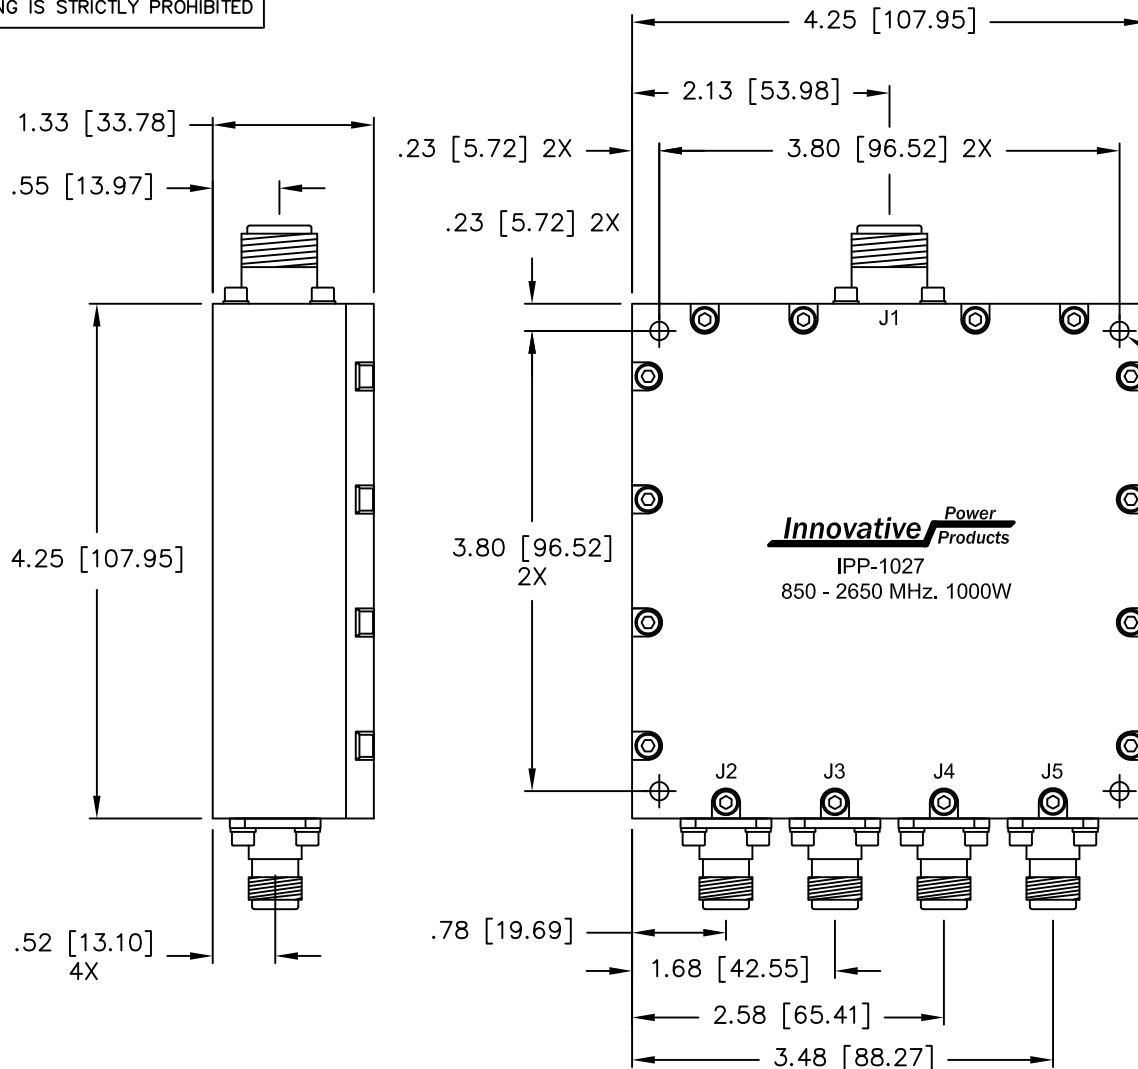 NG IS STRICTLY PROHIBITED
4.25 [107.95]
2.13 [53.98]
1.33 [33.78]
.23 [5.72] 2X
3.80 [96.52] 2X
.55 [13.97]
.23 [5.72] 2X
J1
4.25 [107.95]
3.80 [96.52]
2X
Innovative Power
Products
IPP-1027
850 - 2650 MHz. 1000W
J2 J3 J4 J5
.52 [13.10]
4X
.78 [19.69]
1.68 [42.55]
2.58 [65.41]
3.48 [88.27]